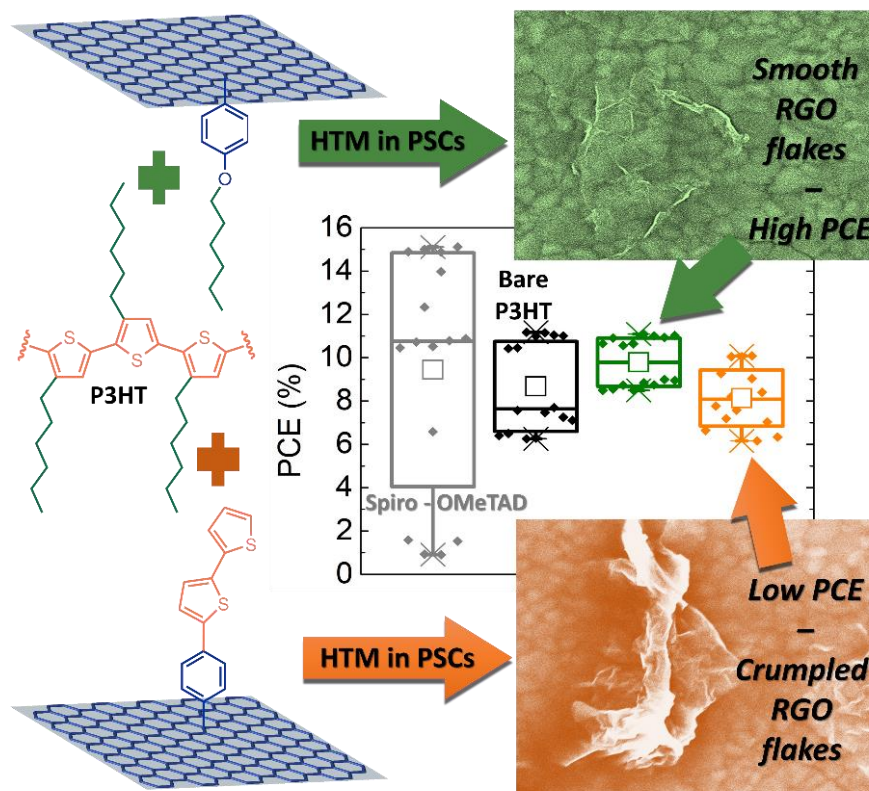 HTM in PSCs
Smooth
RGO
flakes
–
High PCE
O
S
S
S
P3HT
PCE (%)
16
14
12
10
8
6
4
2
0
Bare
P3HT
Spiro - OMeTAD
S
S
HTM in PSCs
Low PCE
–
Crumpled
RGO
flakes